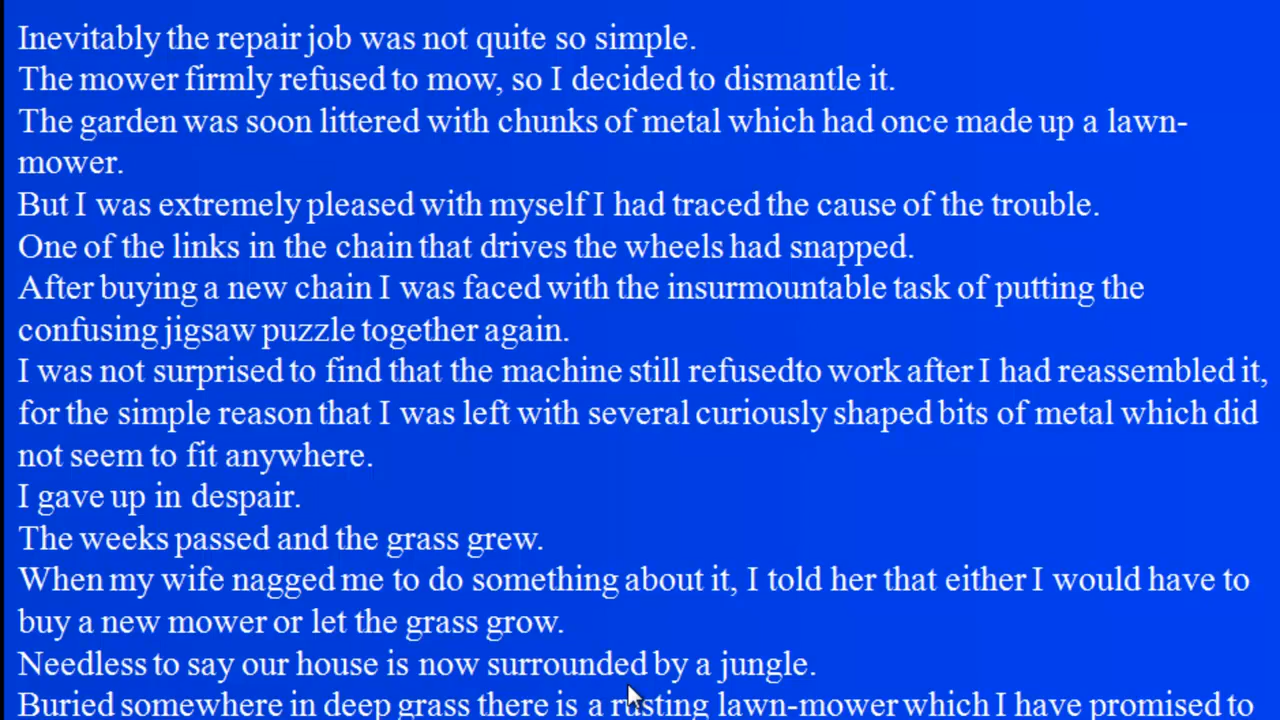 Inevitably the repair job was not quite so simple.
The mower firmly refused to mow, so I decided to dismantle it.
The garden was soon littered with chunks of metal which had once made up a lawn-
mower.
But I was extremely pleased with myself I had traced the cause of the trouble.
One of the links in the chain that drives the wheels had snapped.
After buying a new chain I was faced with the insurmountable task of putting the
confusing jigsaw puzzle together again.
I was not surprised to find that the machine still refusedto work after I had reassembled it,
for the simple reason that I was left with several curiously shaped bits of metal which did
not seem to fit anywhere.
I gave up in despair.
The weeks passed and the grass grew.
When my wife nagged me to do something about it, I told her that either I would have to
buy a new mower or let the grass grow.
Needless to say our house is now surrounded by a jungle.
Buried somewhere in deep grass there is a rusting lawn-mower which I have promised to